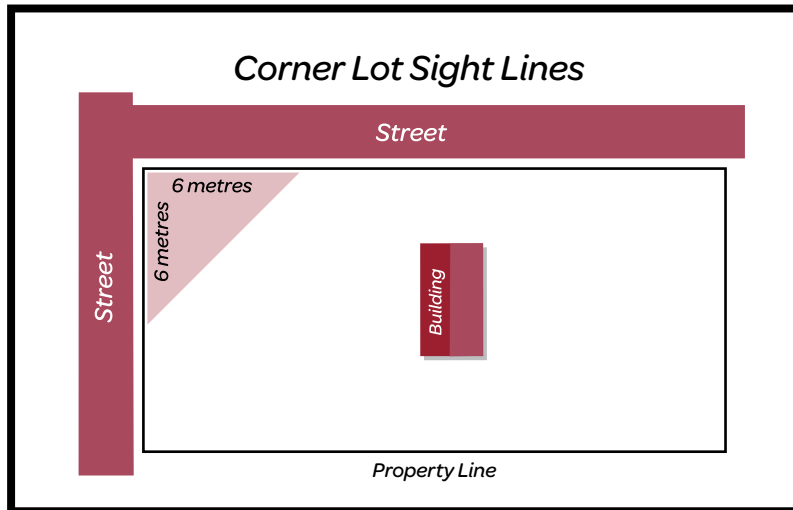 Corner Lot Sight Lines
Street
6 metres
6 metres
Street
Building
Property Line